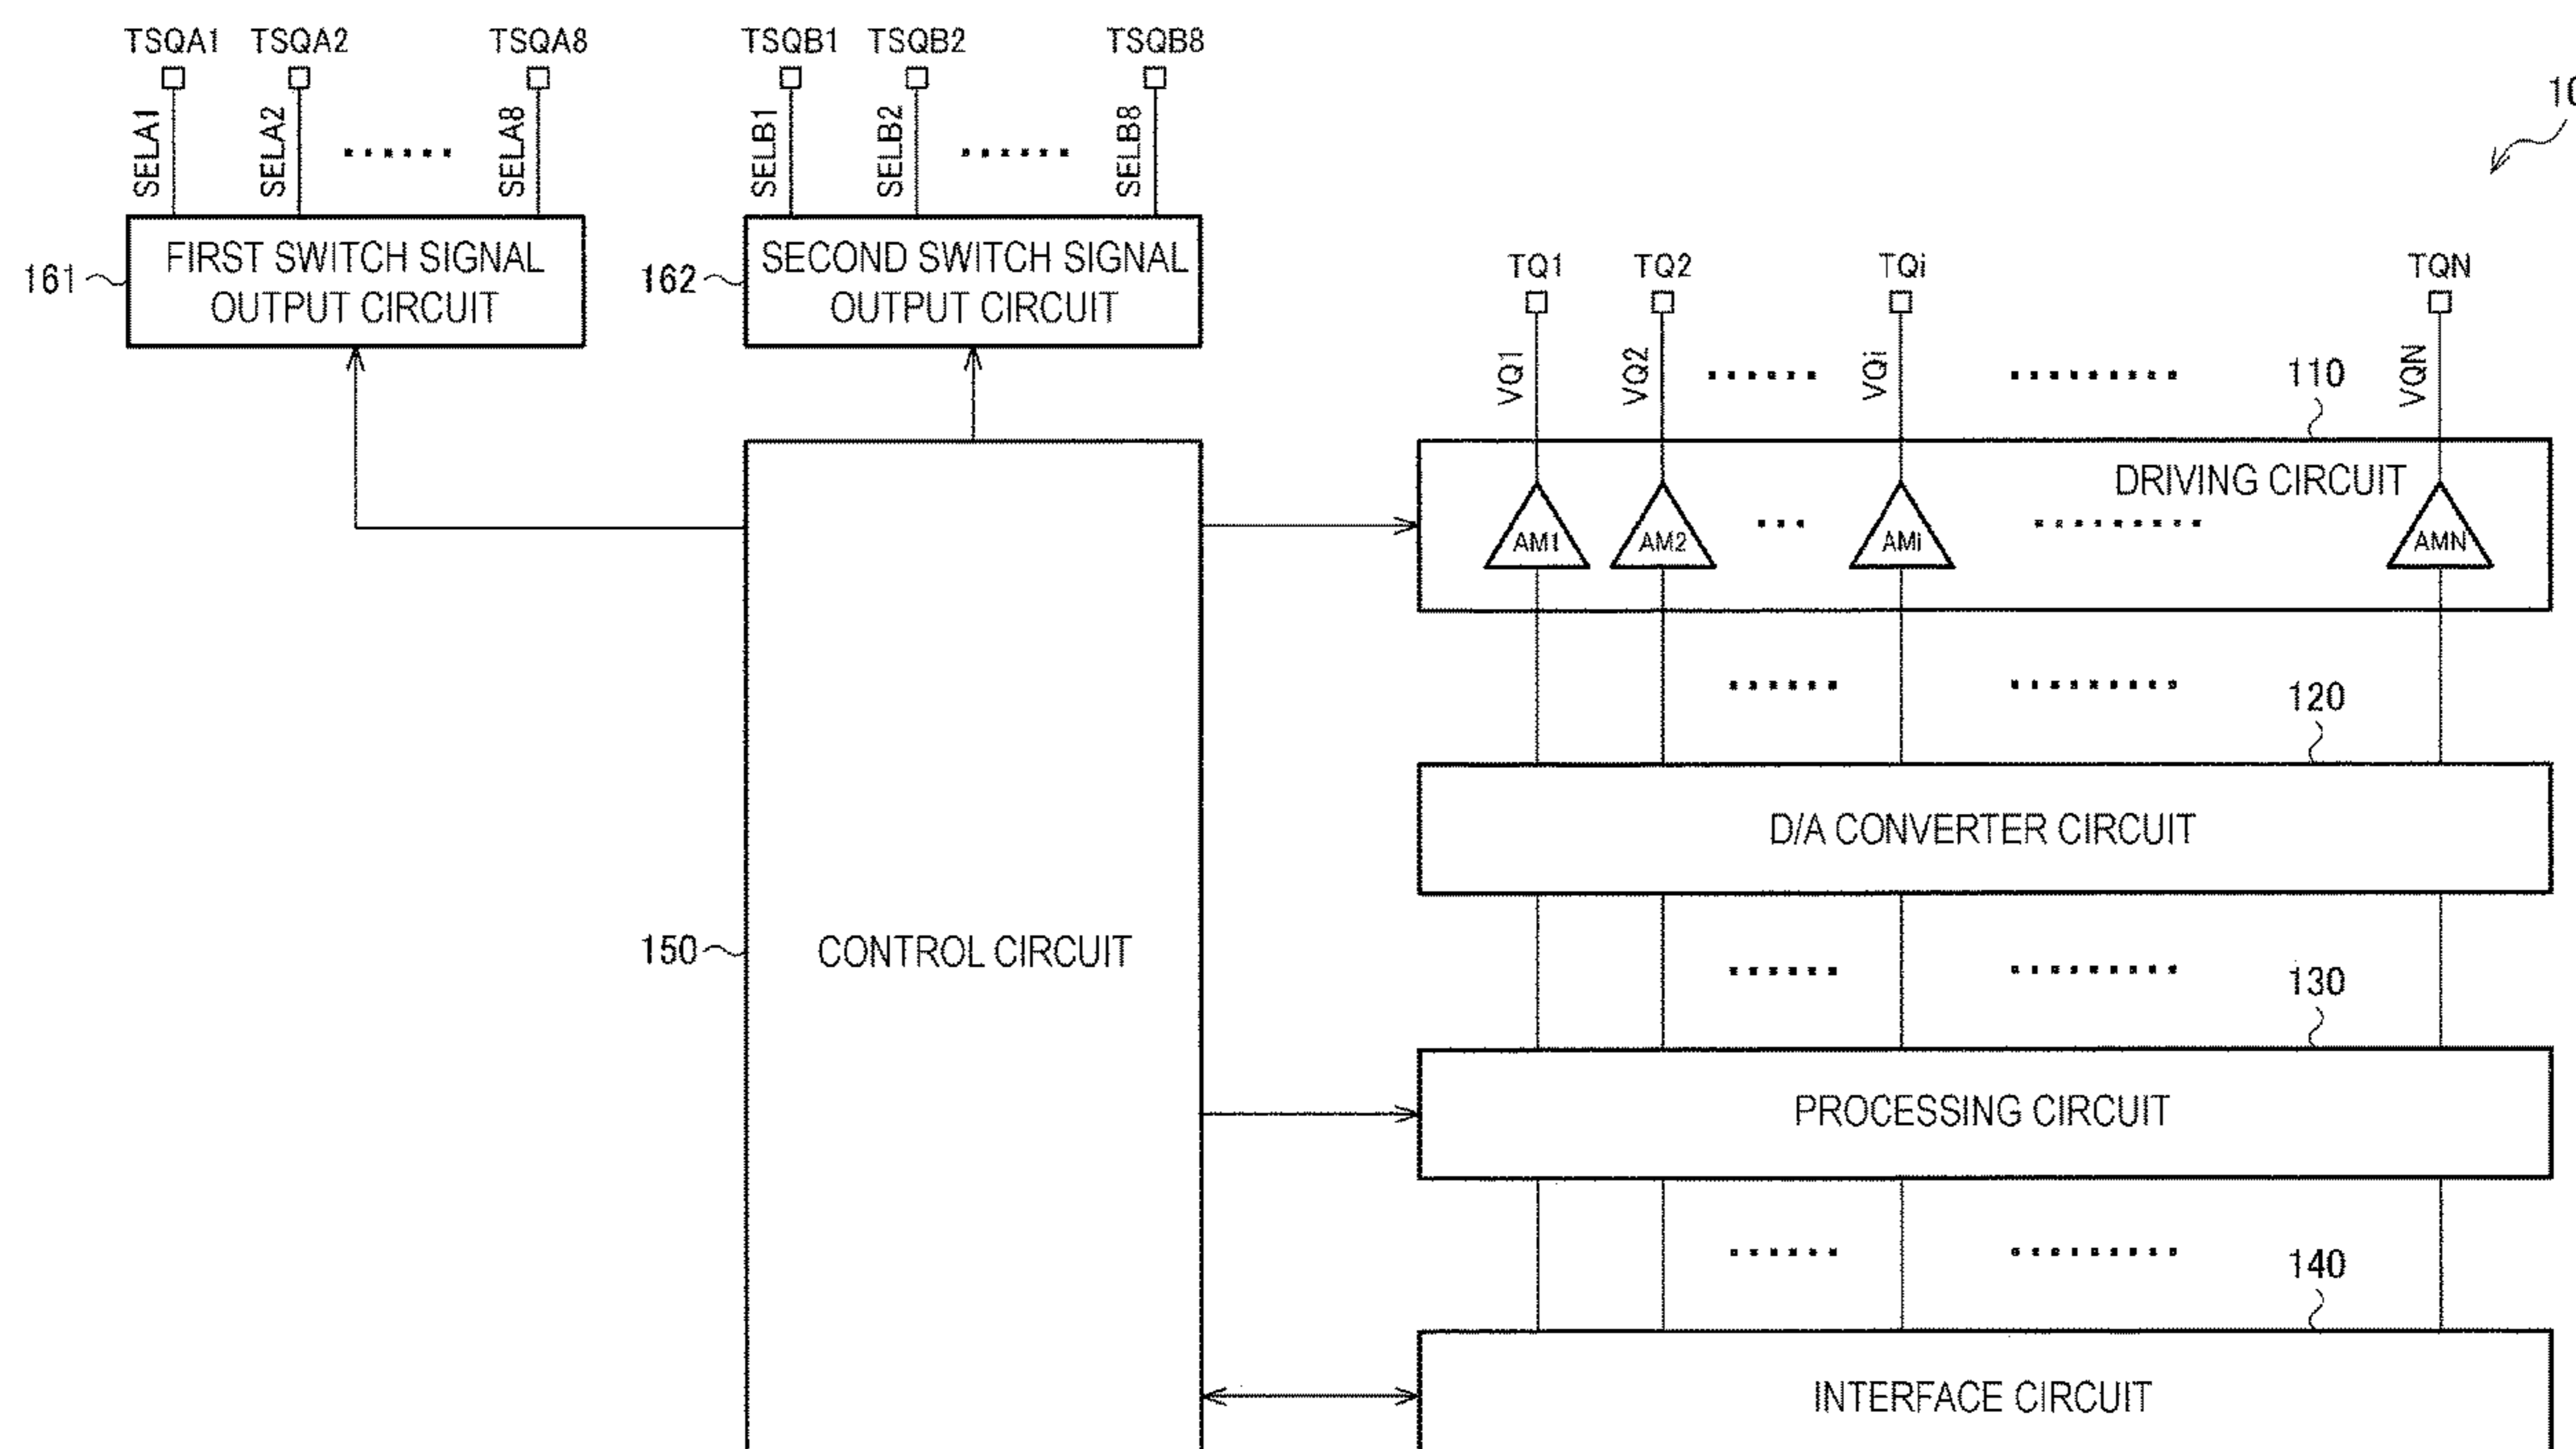 TSQA1 TSQA2 TSQA8 TSQB1 TSQB2 TSQB8
SELA1 SELA2 SELA8 SELB1 SELB2 SELB8
161 FIRST SWITCH SIGNAL
OUTPUT CIRCUIT
162 SECOND SWITCH SIGNAL
OUTPUT CIRCUIT
TQ1 TQ2 TQi TQN
VQ1 VQ2 VQi VQN
110
DRIVING CIRCUIT
AM1 AM2 AMi AMN
120
D/A CONVERTER CIRCUIT
150 CONTROL CIRCUIT
130
PROCESSING CIRCUIT
140
INTERFACE CIRCUIT